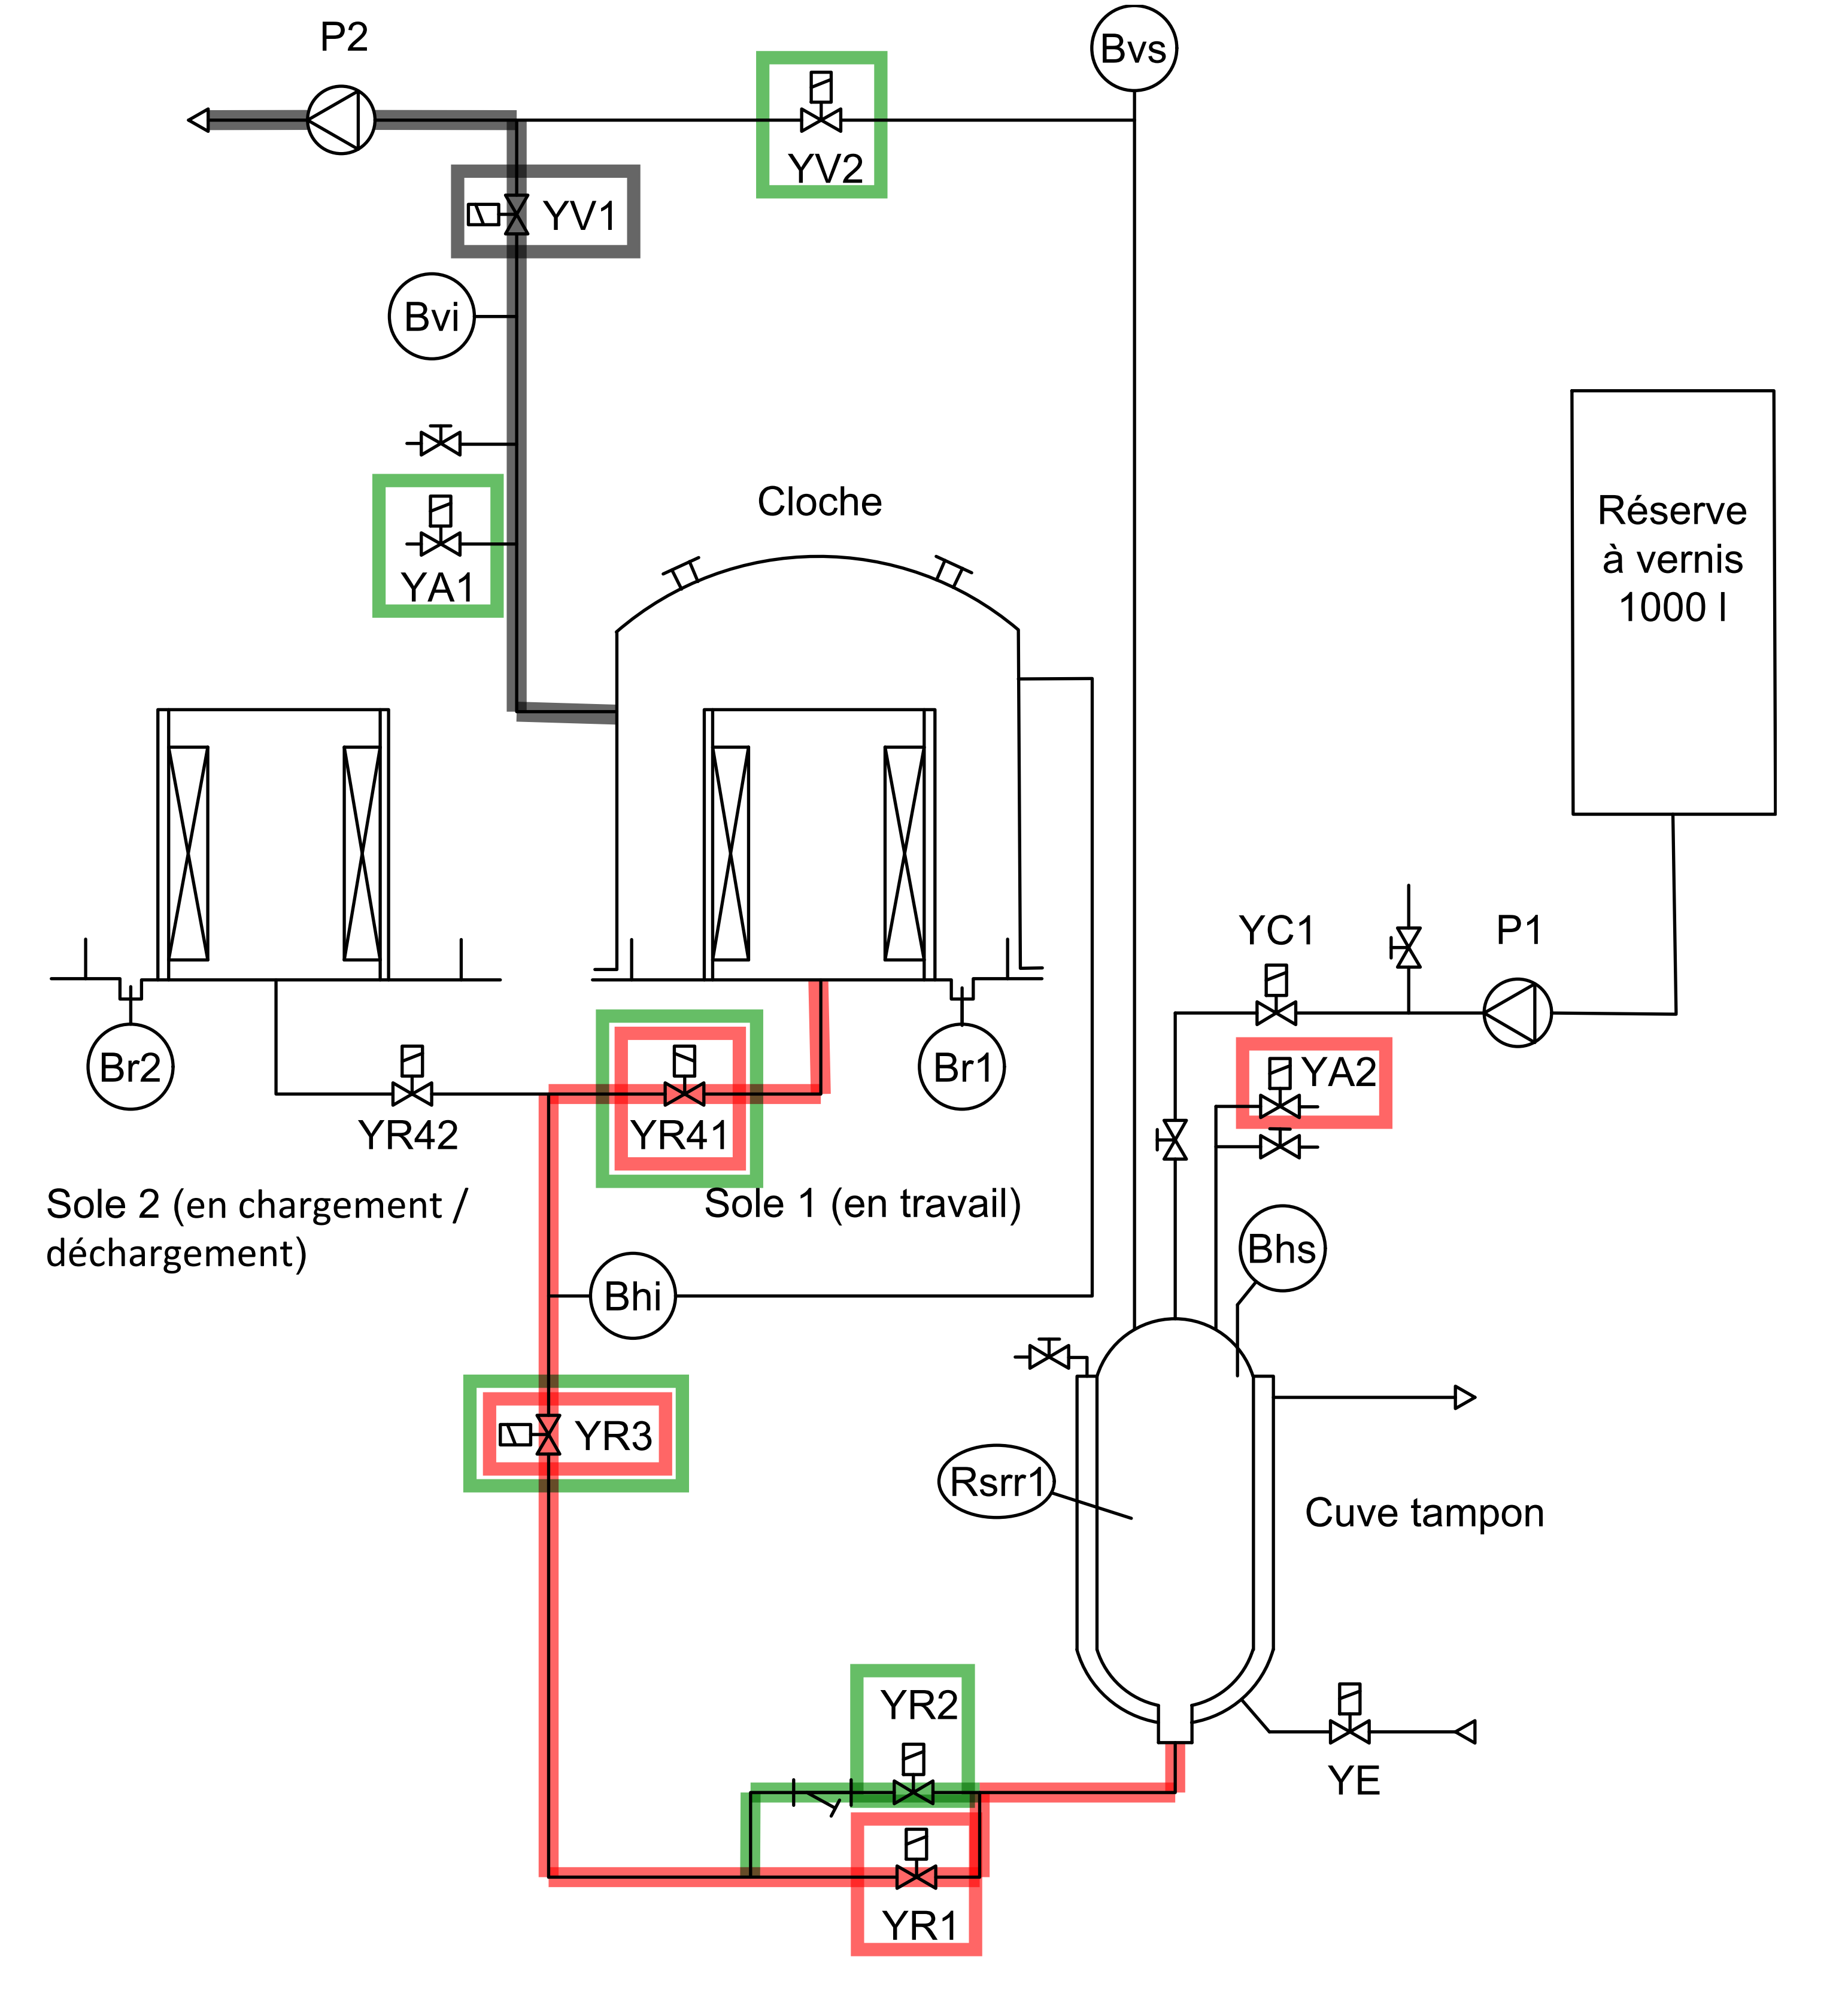 P2
Bvs
YV2
YV1
Bvi
YA1
Cloche
Réserve
à vernis
1000 l
YC1
P1
YA2
Br2
Br1
YR42
YR41
Sole 2 (en chargement /
déchargement)
Sole 1 (en travail)
Bhs
Bhi
YR3
Rsrr1
Cuve tampon
YR2
YE
YR1